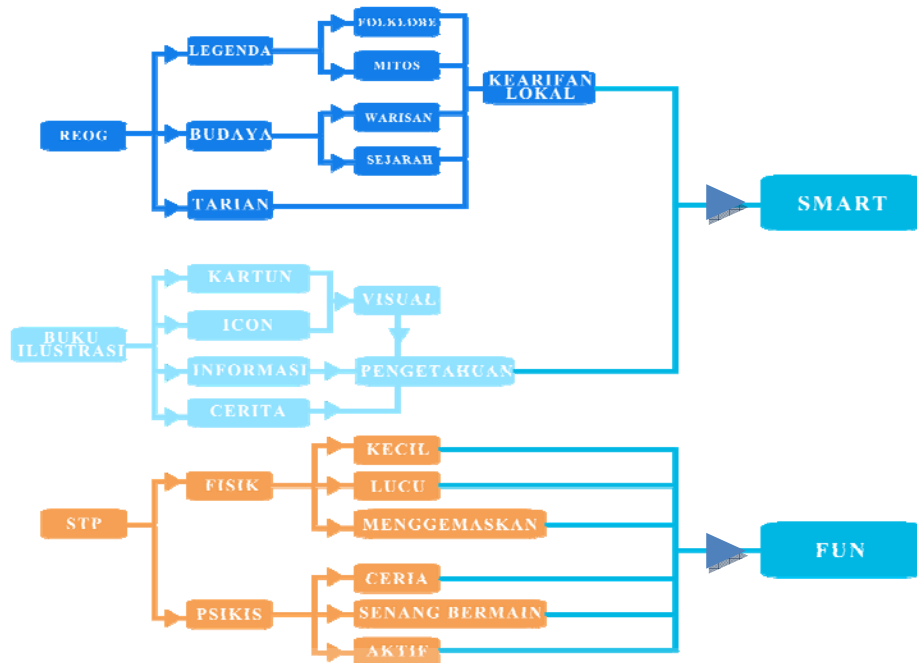 FOLKLORE
LEGENDA
MITOS
KEARIFAN
LOKAL
WARISAN
REOG
BUDAYA
SEJARAH
TARIAN
SMART
KARTUN
VISUAL
ICON
BUKU
ILUSTRASI
INFORMASI
PENGETAHUAN
CERITA
KECIL
FISIK
LUCU
STP
MENGGEMASKAN
FUN
CERIA
PSIKIS
SENANG BERMAIN
AKTIF